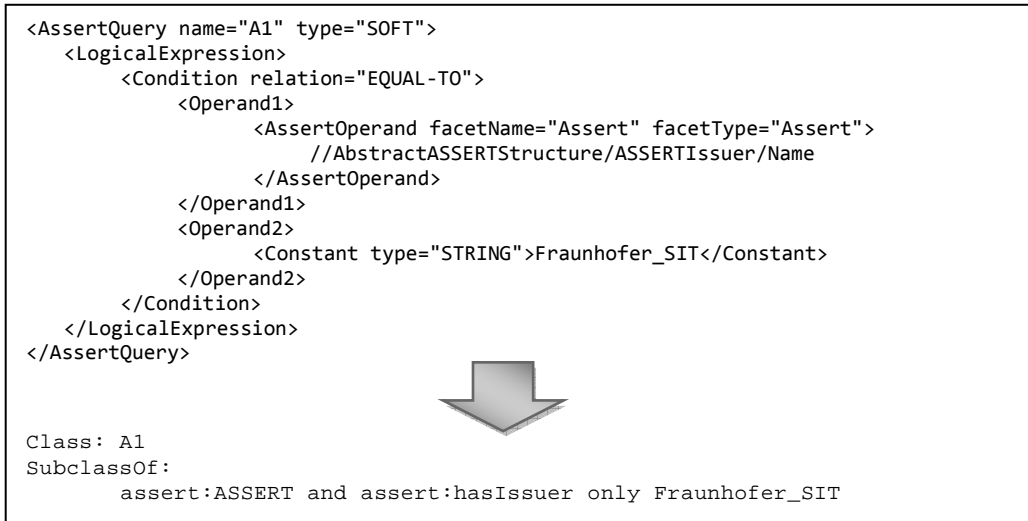 <AssertQuery name="A1" type="SOFT">
<LogicalExpression>
<Condition relation="EQUAL-TO">
<Operand1>
<AssertOperand facetName="Assert" facetType="Assert">
//AbstractASSERTStructure/ASSERTIssuer/Name
</AssertOperand>
</Operand1>
<Operand2>
<Constant type="STRING">Fraunhofer_SIT</Constant>
</Operand2>
</Condition>
</LogicalExpression>
</AssertQuery>
Class: A1
SubclassOf:
assert:ASSERT and assert:hasIssuer only Fraunhofer_SIT